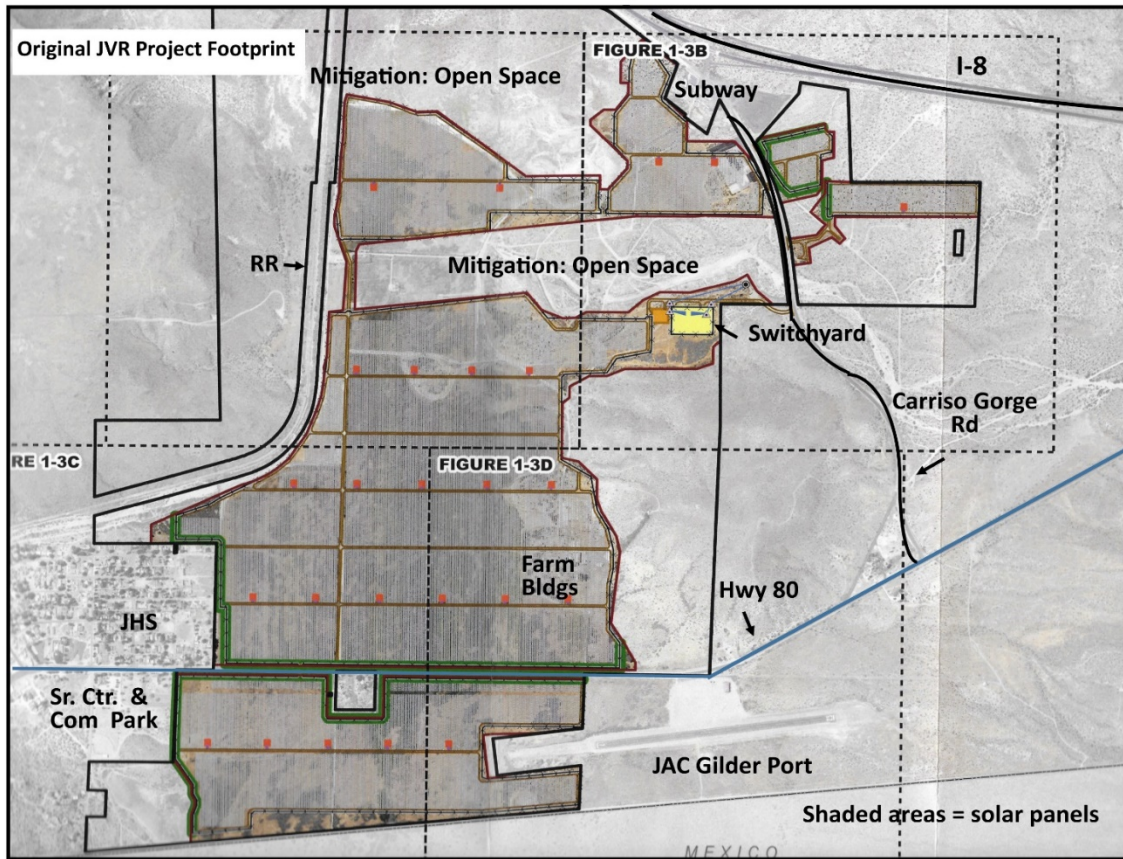 Original JVR Project Footprint
FIGURE 1-3B
I-8
Mitigation: Open Space
Subway
RR
Mitigation: Open Space
Switchyard
Carriso Gorge
Rd
RE 1-3C
FIGURE 1-3D
Farm
Bldgs
Hwy 80
JHS
Sr. Ctr. &
Com Park
JAC Gilder Port
Shaded areas = solar panels
MEXICO